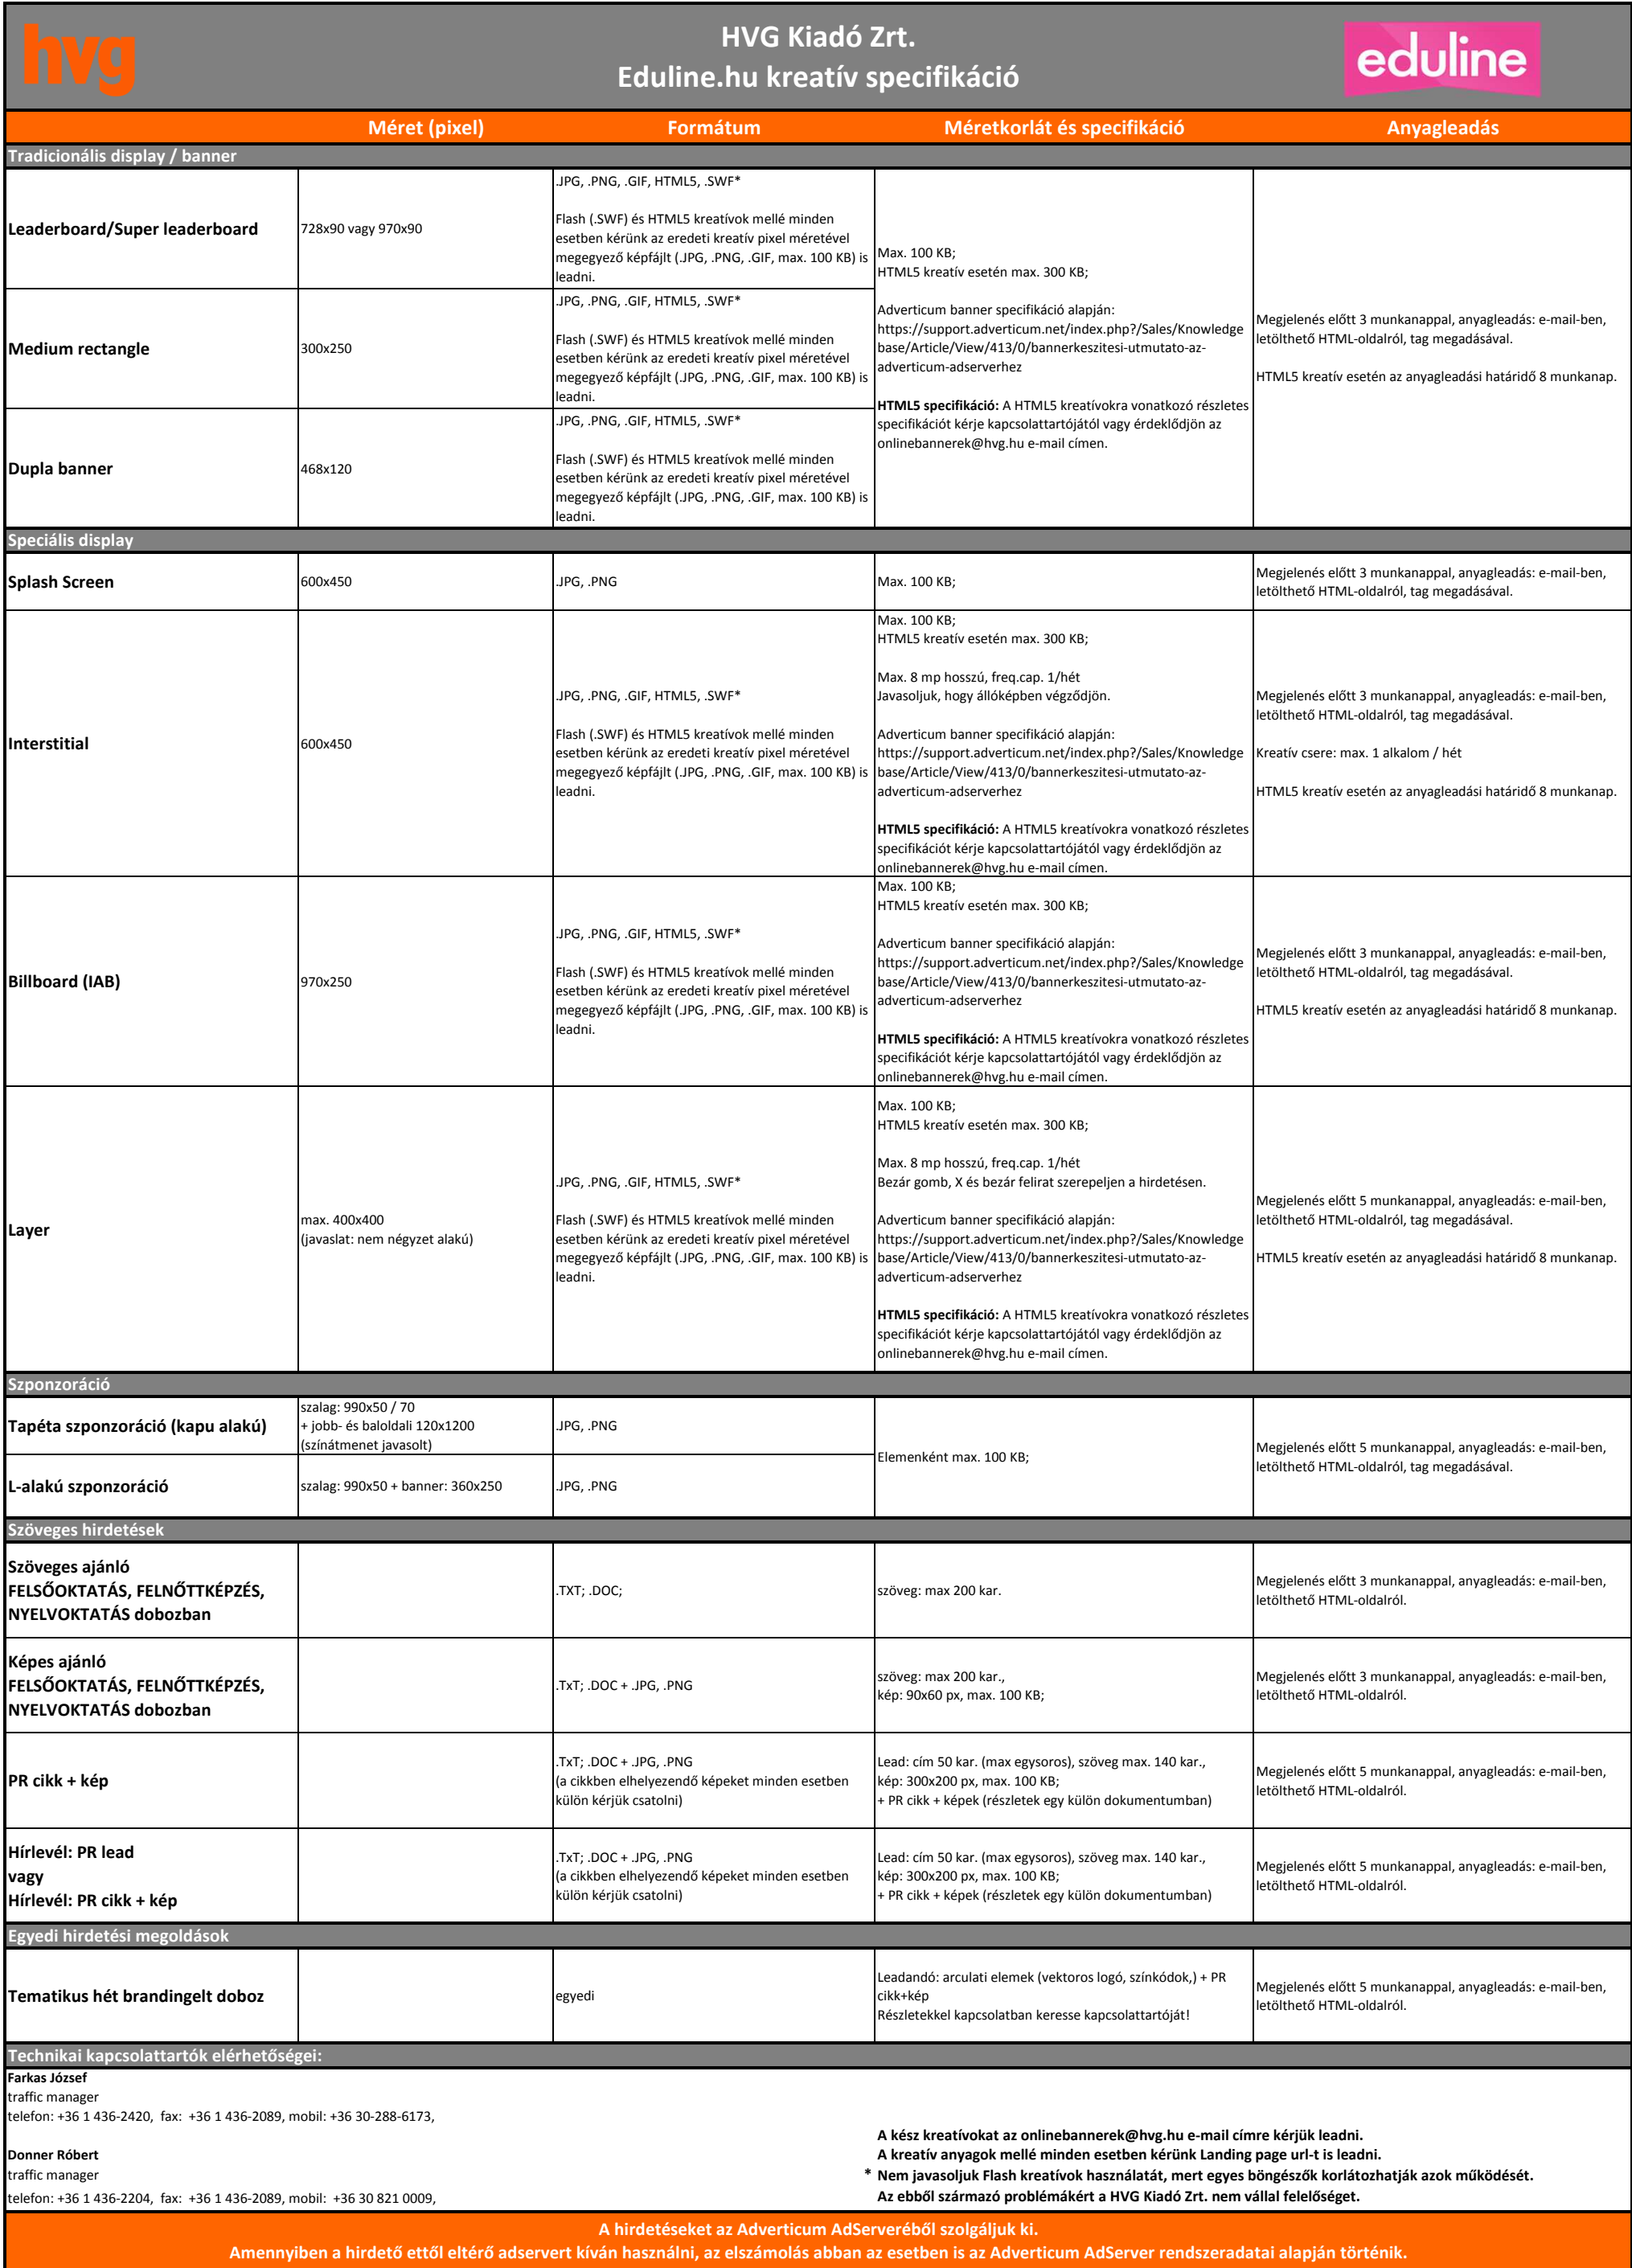 hvg
HVG Kiadó Zrt.
Eduline.hu kreatív specifikáció
eduline
Méret (pixel) Formátum Méretkorlát és specifikáció Anyagleadás
Tradicionális display / banner
Leaderboard/Super leaderboard
728x90 vagy 970x90
.JPG, .PNG, .GIF, HTML5, .SWF*
Flash (.SWF) és HTML5 kreatívok mellé minden
esetben kérünk az eredeti kreatív pixel méretével
megegyező képfájlt (.JPG, .PNG, .GIF, max. 100 KB) is
leadni.
Medium rectangle
300x250
.JPG, .PNG, .GIF, HTML5, .SWF*
Flash (.SWF) és HTML5 kreatívok mellé minden
esetben kérünk az eredeti kreatív pixel méretével
megegyező képfájlt (.JPG, .PNG, .GIF, max. 100 KB) is
leadni.
Dupla banner
468x120
.JPG, .PNG, .GIF, HTML5, .SWF*
Flash (.SWF) és HTML5 kreatívok mellé minden
esetben kérünk az eredeti kreatív pixel méretével
megegyező képfájlt (.JPG, .PNG, .GIF, max. 100 KB) is
leadni.
Max. 100 KB;
HTML5 kreatív esetén max. 300 KB;
Adverticum banner specifikáció alapján:
https://support.adverticum.net/index.php?/Sales/Knowledge
base/Article/View/413/0/bannerkeszitesi-utmutato-az-
adverticum-adserverhez
HTML5 specifikáció: A HTML5 kreatívokra vonatkozó részletes
specifikációt kérje kapcsolattartójától vagy érdeklődjön az
onlinebannerek@hvg.hu e-mail címen.
Megjelenés előtt 3 munkanappal, anyagleadás: e-mail-ben,
letölthető HTML-oldalról, tag megadásával.
HTML5 kreatív esetén az anyagleadási határidő 8 munkanap.
Speciális display
Splash Screen
600x450
.JPG, .PNG
Max. 100 KB;
Megjelenés előtt 3 munkanappal, anyagleadás: e-mail-ben,
letölthető HTML-oldalról, tag megadásával.
Interstitial
600x450
.JPG, .PNG, .GIF, HTML5, .SWF*
Flash (.SWF) és HTML5 kreatívok mellé minden
esetben kérünk az eredeti kreatív pixel méretével
megegyező képfájlt (.JPG, .PNG, .GIF, max. 100 KB) is
leadni.
Max. 100 KB;
HTML5 kreatív esetén max. 300 KB;
Max. 8 mp hosszú, freq.cap. 1/hét
Javasoljuk, hogy állóképben végződjön.
Adverticum banner specifikáció alapján:
https://support.adverticum.net/index.php?/Sales/Knowledge
base/Article/View/413/0/bannerkeszitesi-utmutato-az-
adverticum-adserverhez
HTML5 specifikáció: A HTML5 kreatívokra vonatkozó részletes
specifikációt kérje kapcsolattartójától vagy érdeklődjön az
onlinebannerek@hvg.hu e-mail címen.
Megjelenés előtt 3 munkanappal, anyagleadás: e-mail-ben,
letölthető HTML-oldalról, tag megadásával.
Kreatív csere: max. 1 alkalom / hét
HTML5 kreatív esetén az anyagleadási határidő 8 munkanap.
Billboard (IAB)
970x250
.JPG, .PNG, .GIF, HTML5, .SWF*
Flash (.SWF) és HTML5 kreatívok mellé minden
esetben kérünk az eredeti kreatív pixel méretével
megegyező képfájlt (.JPG, .PNG, .GIF, max. 100 KB) is
leadni.
Max. 100 KB;
HTML5 kreatív esetén max. 300 KB;
Adverticum banner specifikáció alapján:
https://support.adverticum.net/index.php?/Sales/Knowledge
base/Article/View/413/0/bannerkeszitesi-utmutato-az-
adverticum-adserverhez
HTML5 specifikáció: A HTML5 kreatívokra vonatkozó részletes
specifikációt kérje kapcsolattartójától vagy érdeklődjön az
onlinebannerek@hvg.hu e-mail címen.
Megjelenés előtt 3 munkanappal, anyagleadás: e-mail-ben,
letölthető HTML-oldalról, tag megadásával.
HTML5 kreatív esetén az anyagleadási határidő 8 munkanap.
Layer
max. 400x400
(javaslat: nem négyzet alakú)
.JPG, .PNG, .GIF, HTML5, .SWF*
Flash (.SWF) és HTML5 kreatívok mellé minden
esetben kérünk az eredeti kreatív pixel méretével
megegyező képfájlt (.JPG, .PNG, .GIF, max. 100 KB) is
leadni.
Max. 100 KB;
HTML5 kreatív esetén max. 300 KB;
Max. 8 mp hosszú, freq.cap. 1/hét
Bezár gomb, X és bezár felirat szerepeljen a hirdetésen.
Adverticum banner specifikáció alapján:
https://support.adverticum.net/index.php?/Sales/Knowledge
base/Article/View/413/0/bannerkeszitesi-utmutato-az-
adverticum-adserverhez
HTML5 specifikáció: A HTML5 kreatívokra vonatkozó részletes
specifikációt kérje kapcsolattartójától vagy érdeklődjön az
onlinebannerek@hvg.hu e-mail címen.
Megjelenés előtt 5 munkanappal, anyagleadás: e-mail-ben,
letölthető HTML-oldalról, tag megadásával.
HTML5 kreatív esetén az anyagleadási határidő 8 munkanap.
Szponzoráció
Tapéta szponzoráció (kapu alakú)
szalag: 990x50 / 70
+ jobb- és baloldali 120x1200
(színátmenet javasolt)
.JPG, .PNG
L-alakú szponzoráció
szalag: 990x50 + banner: 360x250
.JPG, .PNG
Elemenként max. 100 KB;
Megjelenés előtt 5 munkanappal, anyagleadás: e-mail-ben,
letölthető HTML-oldalról, tag megadásával.
Szöveges hirdetések
Szöveges ajánló
FELSŐOKTATÁS, FELNŐTTKÉPZÉS,
NYELVOKTATÁS dobozban
.TXT; .DOC;
szöveg: max 200 kar.
Megjelenés előtt 3 munkanappal, anyagleadás: e-mail-ben,
letölthető HTML-oldalról.
Képes ajánló
FELSŐOKTATÁS, FELNŐTTKÉPZÉS,
NYELVOKTATÁS dobozban
.TxT; .DOC + .JPG, .PNG
szöveg: max 200 kar.,
kép: 90x60 px, max. 100 KB;
Megjelenés előtt 3 munkanappal, anyagleadás: e-mail-ben,
letölthető HTML-oldalról.
PR cikk + kép
.TxT; .DOC + .JPG, .PNG
(a cikkben elhelyezendő képeket minden esetben
külön kérjük csatolni)
Lead: cím 50 kar. (max egysoros), szöveg max. 140 kar.,
kép: 300x200 px, max. 100 KB;
+ PR cikk + képek (részletek egy külön dokumentumban)
Megjelenés előtt 5 munkanappal, anyagleadás: e-mail-ben,
letölthető HTML-oldalról.
Hírlevél: PR lead
vagy
Hírlevél: PR cikk + kép
.TxT; .DOC + .JPG, .PNG
(a cikkben elhelyezendő képeket minden esetben
külön kérjük csatolni)
Lead: cím 50 kar. (max egysoros), szöveg max. 140 kar.,
kép: 300x200 px, max. 100 KB;
+ PR cikk + képek (részletek egy külön dokumentumban)
Megjelenés előtt 5 munkanappal, anyagleadás: e-mail-ben,
letölthető HTML-oldalról.
Egyedi hirdetési megoldások
Tematikus hét brandingelt doboz
egyedi
Leadandó: arculati elemek (vektoros logó, színkódok,) + PR
cikk+kép
Részletekkel kapcsolatban keresse kapcsolattartóját!
Megjelenés előtt 5 munkanappal, anyagleadás: e-mail-ben,
letölthető HTML-oldalról.
Technikai kapcsolattartók elérhetőségei:
Farkas József
traffic manager
telefon: +36 1 436-2420, fax: +36 1 436-2089, mobil: +36 30-288-6173,
Donner Róbert
traffic manager
telefon: +36 1 436-2204, fax: +36 1 436-2089, mobil: +36 30 821 0009,
A kész kreatívokat az onlinebannerek@hvg.hu e-mail címre kérjük leadni.
A kreatív anyagok mellé minden esetben kérünk Landing page url-t is leadni.
* Nem javasoljuk Flash kreatívok használatát, mert egyes böngészők korlátozhatják azok működését.
Az ebből származó problémákért a HVG Kiadó Zrt. nem vállal felelőséget.
A hirdetéseket az Adverticum AdServeréből szolgáljuk ki.
Amennyiben a hirdető ettől eltérő adservert kíván használni, az elszámolás abban az esetben is az Adverticum AdServer rendszeradatai alapján történik.